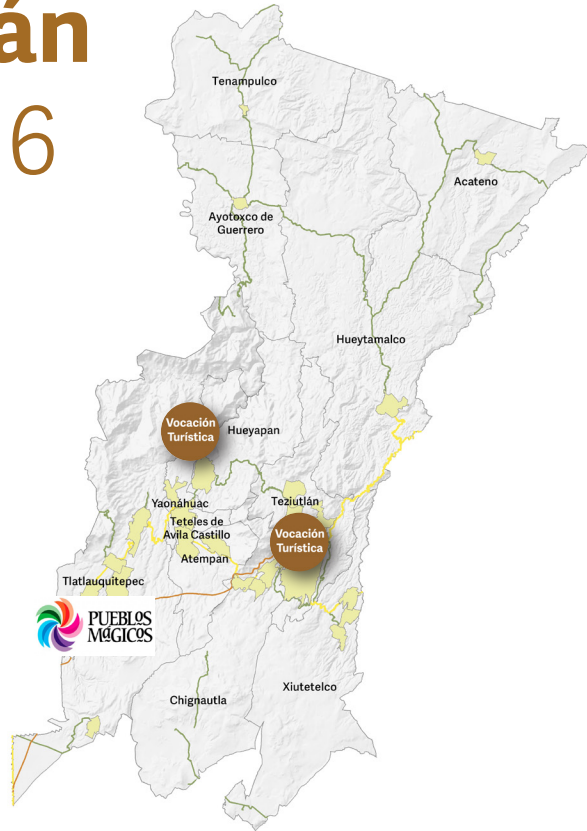 án
6
Tenampulco
Acateno
Ayotoxco de
Guerrero
Hueytamalco
Vocación
Turística
Hueyapan
Yaonáhuac
Teziutlán
Teteles de
Avila Castillo
Vocación
Turística
Atempan
Tlatlauquitepec
PUEBLOS
MáGICOS
Xiutetelco
Chignautla